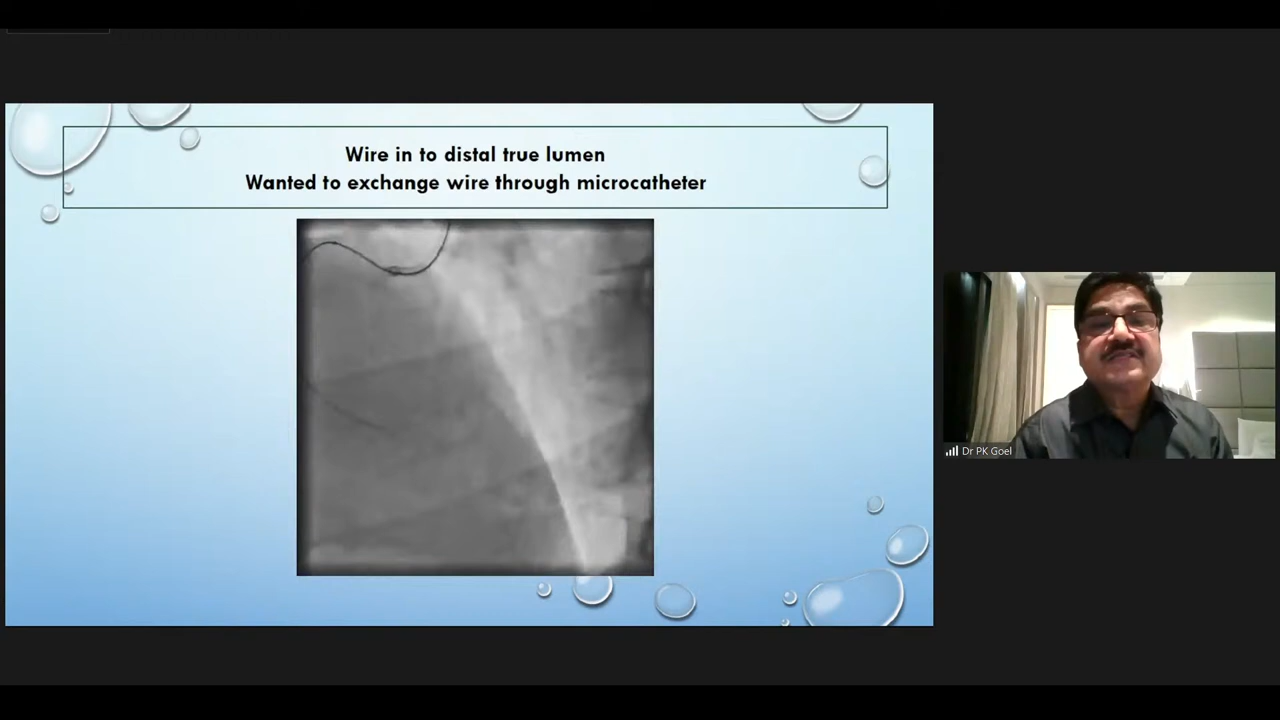 Wire in to distal true lumen
Wanted to exchange wire through microcatheter
Dr PK Goel